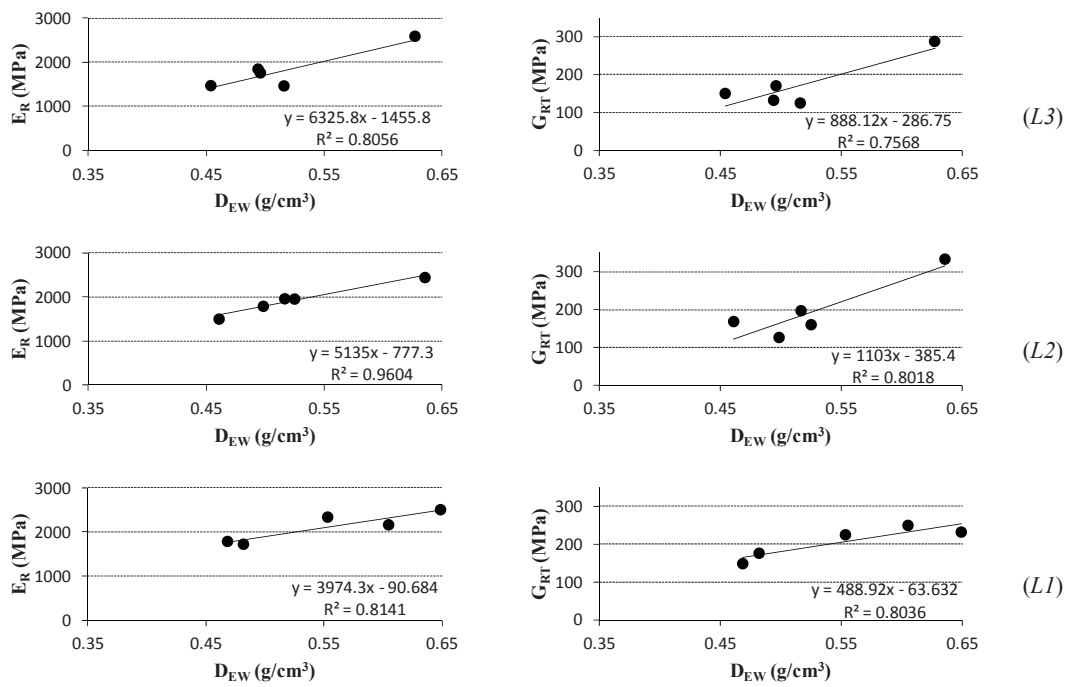 3000
2000
1000
0
E_R (MPa)
y = 6325.8x - 1455.8
R² = 0.8056
0.35 0.45 0.55 0.65
D_EW (g/cm³)
300
200
100
0
G_RT (MPa)
y = 888.12x - 286.75
R² = 0.7568
0.35 0.45 0.55 0.65
D_EW (g/cm³)
(L3)
3000
2000
1000
0
E_R (MPa)
y = 5135x - 777.3
R² = 0.9604
0.35 0.45 0.55 0.65
D_EW (g/cm³)
300
200
100
0
G_RT (MPa)
y = 1103x - 385.4
R² = 0.8018
0.35 0.45 0.55 0.65
D_EW (g/cm³)
(L2)
3000
2000
1000
0
E_R (MPa)
y = 3974.3x - 90.684
R² = 0.8141
0.35 0.45 0.55 0.65
D_EW (g/cm³)
300
200
100
0
G_RT (MPa)
y = 488.92x - 63.632
R² = 0.8036
0.35 0.45 0.55 0.65
D_EW (g/cm³)
(L1)